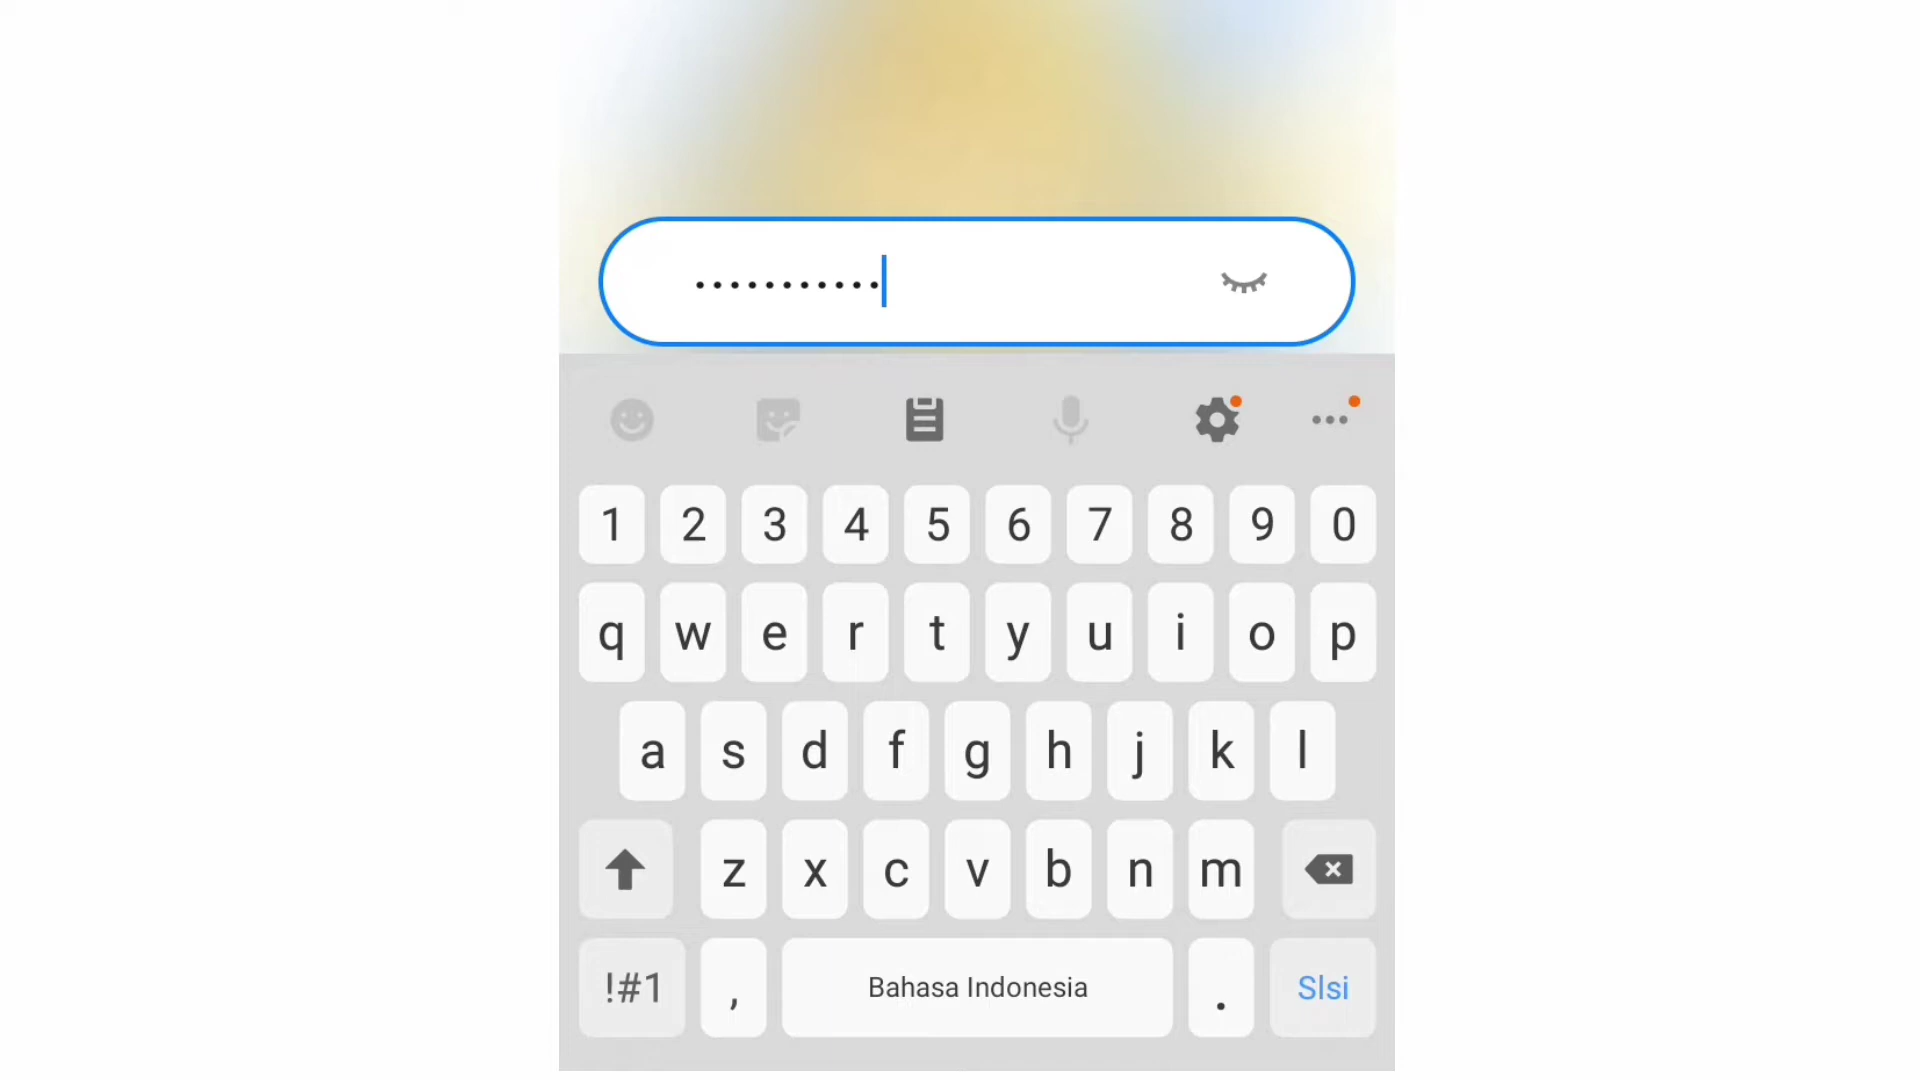 ...........
1 2 3 4 5 6 7 8 9 0
q w e r t y u i o p
a s d f g h j k l
z x c v b n m
!#1 , Bahasa Indonesia . Slsi